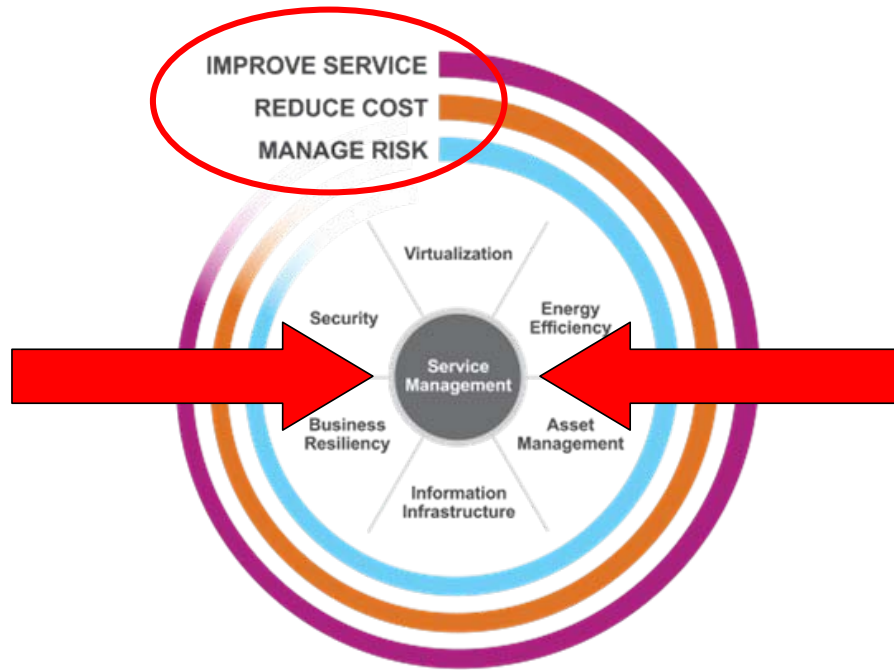 IMPROVE SERVICE
REDUCE COST
MANAGE RISK
Virtualization
Security
Energy
Efficiency
Service
Management
Business
Resiliency
Asset
Management
Information
Infrastructure